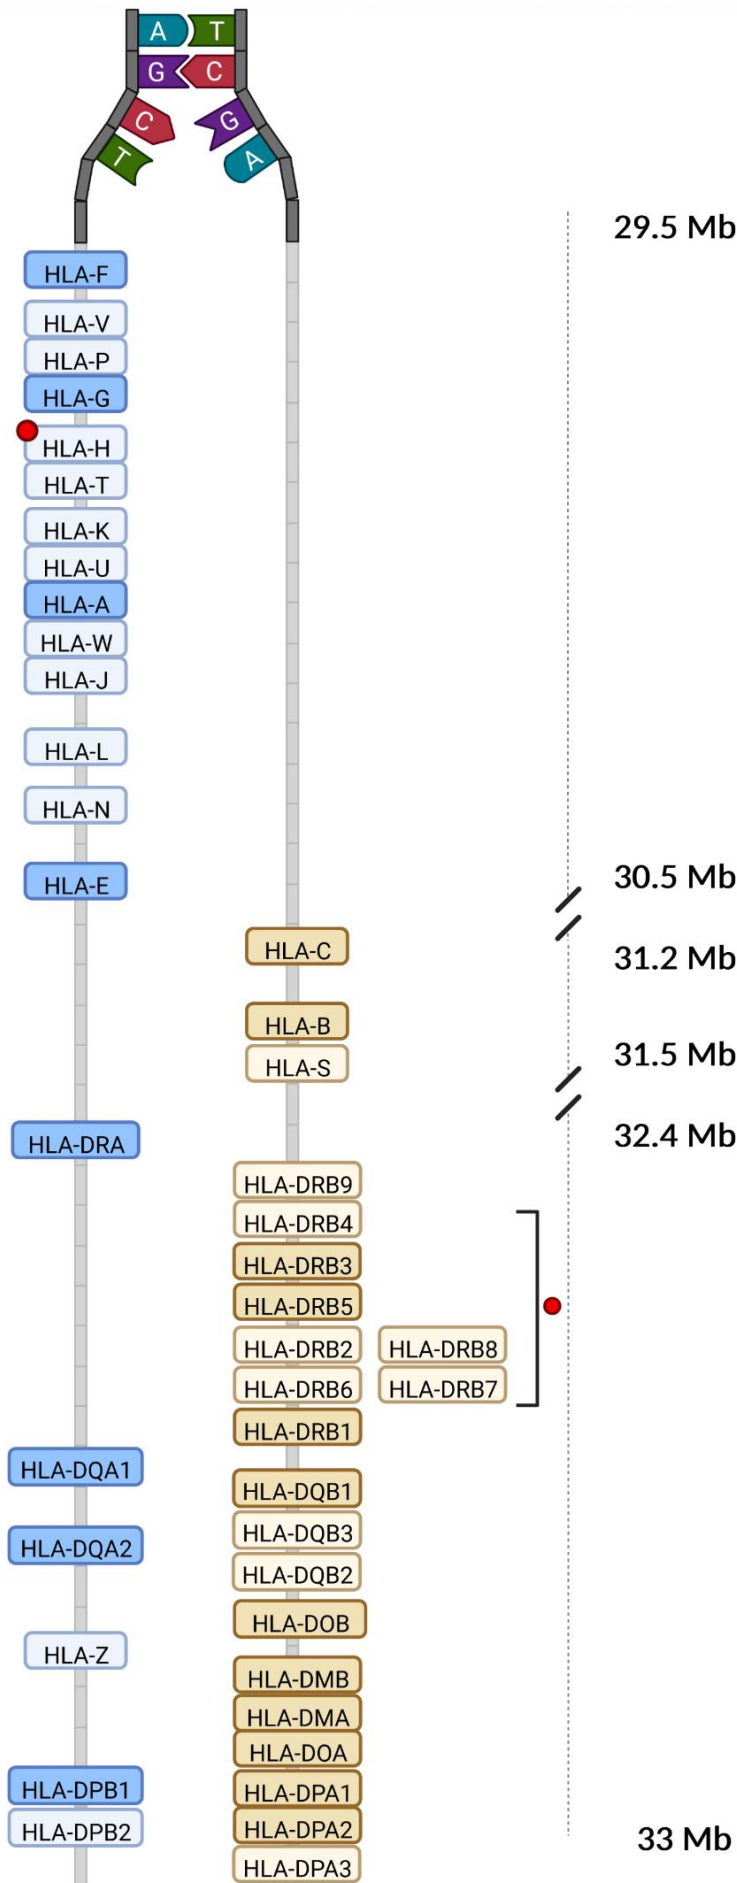 A T
G C
C G
T A
29.5 Mb
HLA-F
HLA-V
HLA-P
HLA-G
HLA-H
HLA-T
HLA-K
HLA-U
HLA-A
HLA-W
HLA-J
HLA-L
HLA-N
HLA-E
30.5 Mb
HLA-C
31.2 Mb
HLA-B
31.5 Mb
HLA-S
HLA-DRA
32.4 Mb
HLA-DRB9
HLA-DRB4
HLA-DRB3
HLA-DRB5
HLA-DRB2 HLA-DRB8
HLA-DRB6 HLA-DRB7
HLA-DRB1
HLA-DQA1
HLA-DQB1
HLA-DQB3
HLA-DQA2
HLA-DQB2
HLA-DOB
HLA-Z
HLA-DMB
HLA-DMA
HLA-DOA
HLA-DPB1 HLA-DPA1
HLA-DPB2 HLA-DPA2
33 Mb
HLA-DPA3